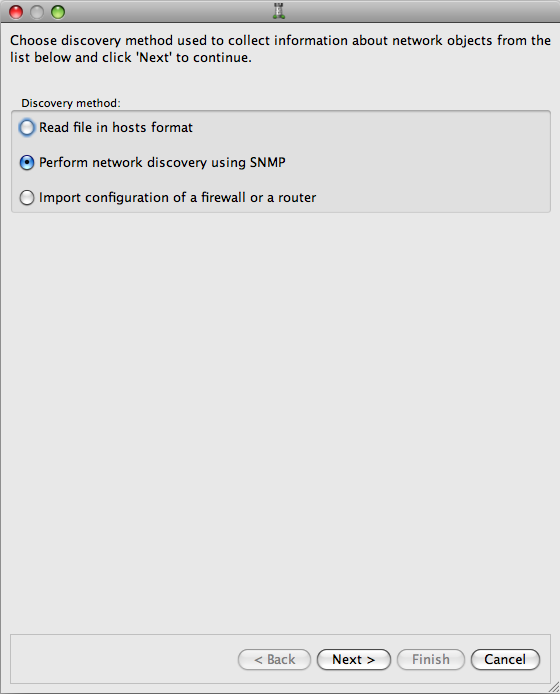 Choose discovery method used to collect information about network objects from the
list below and click 'Next' to continue.
Discovery method:
Read file in hosts format
Perform network discovery using SNMP
Import configuration of a firewall or a router
< Back Next > Finish Cancel